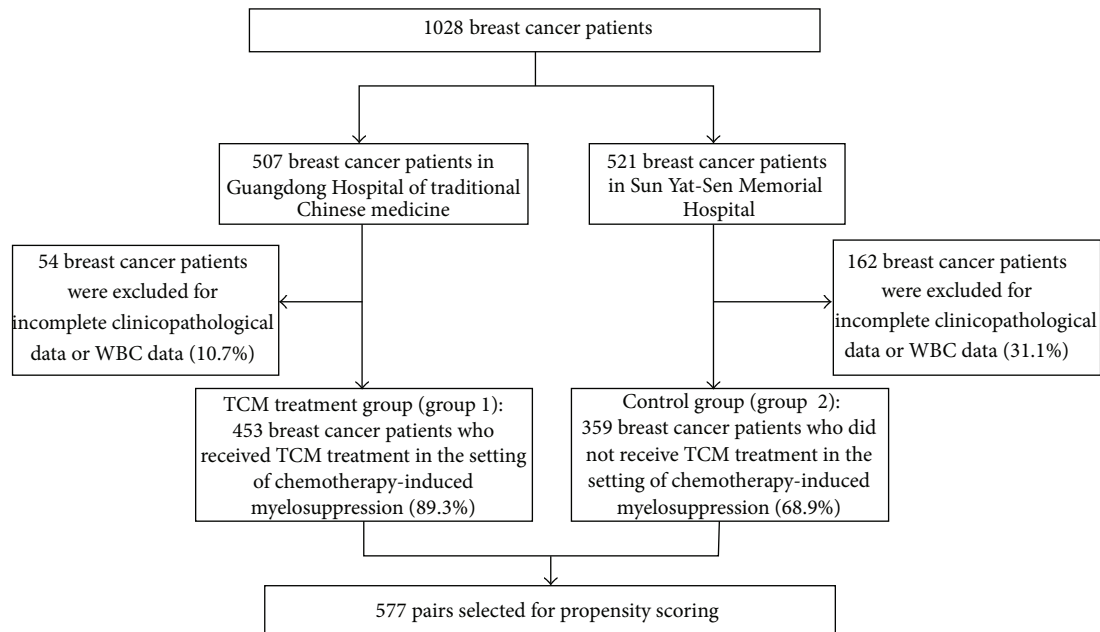 1028 breast cancer patients
507 breast cancer patients in
Guangdong Hospital of traditional
Chinese medicine
521 breast cancer patients
in Sun Yat-Sen Memorial
Hospital
54 breast cancer patients
were excluded for
incomplete clinicopathological
data or WBC data (10.7%)
162 breast cancer patients
were excluded for
incomplete clinicopathological
data or WBC data (31.1%)
TCM treatment group (group 1):
453 breast cancer patients who
received TCM treatment in the setting
of chemotherapy-induced
myelosuppression (89.3%)
Control group (group 2):
359 breast cancer patients who did
not receive TCM treatment in the
setting of chemotherapy-induced
myelosuppression (68.9%)
577 pairs selected for propensity scoring